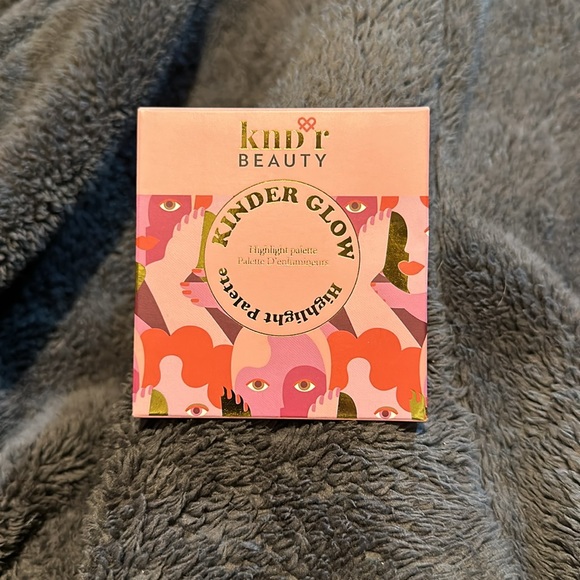 knd'r
BEAUTY
KINDER GLOW
Highlight palette
Palette D'enlumineurs
Highlight Palette